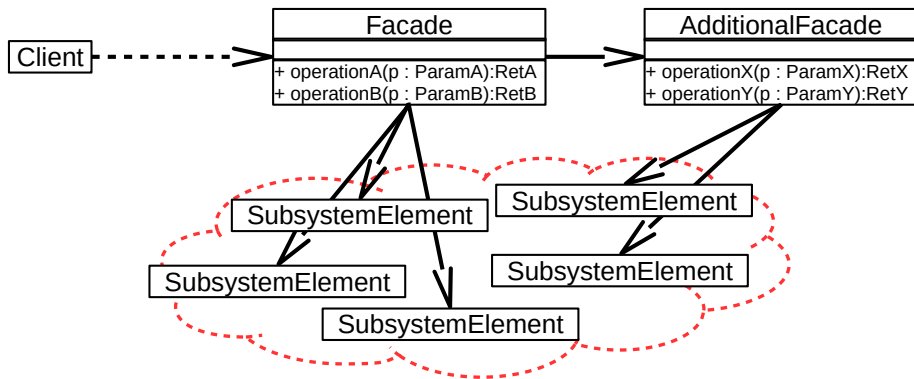 Facade
AdditionalFacade
Client
+ operationA(p : ParamA):RetA
+ operationB(p : ParamB):RetB
+ operationX(p : ParamX):RetX
+ operationY(p : ParamY):RetY
SubsystemElement
SubsystemElement
SubsystemElement
SubsystemElement
SubsystemElement